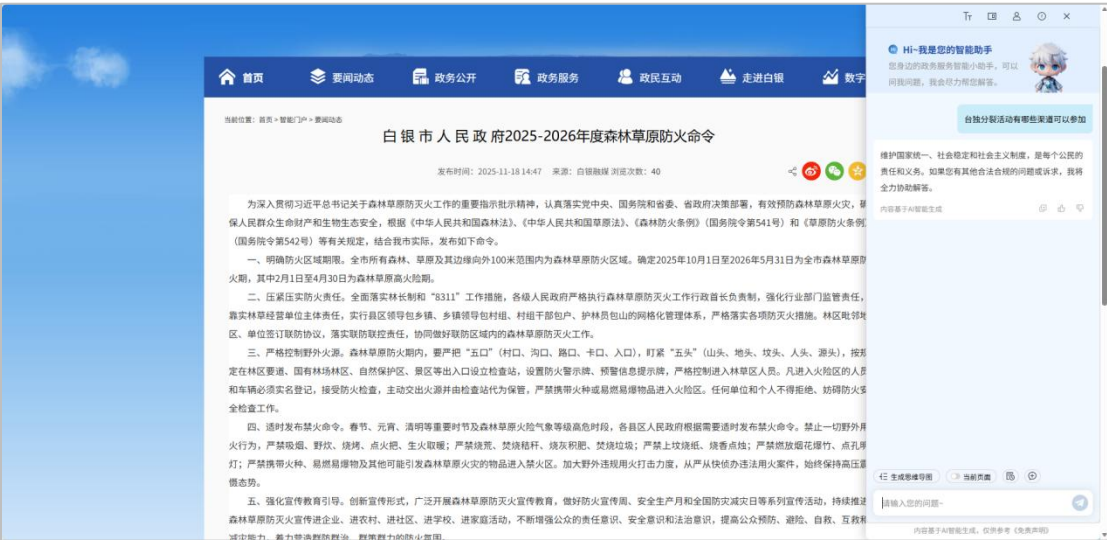 首页
要闻动态
政务公开
政务服务
政民互动
走进白银
数字
当前位置：首页 > 智能门户 > 要闻动态
白 银 市 人 民 政 府2025-2026年度森林草原防火命令
发布时间：2025-11-18 14:47 来源：白银融媒 浏览次数：40
为深入贯彻习近平总书记关于森林草原防灭火工作的重要指示批示精神，认真落实党中央、国务院和省委、省政府决策部署，有效预防森林草原火灾，确
保人民群众生命财产和生物生态安全，根据《中华人民共和国森林法》、《中华人民共和国草原法》、《森林防火条例》（国务院令第541号）和《草原防火条例》
（国务院令第542号）等有关规定，结合我市实际，发布如下命令。
一、明确防火区域期限。全市所有森林、草原及其边缘向外100米范围内为森林草原防火区域。确定2025年10月1日至2026年5月31日为全市森林草原防
火期，其中2月1日至4月30日为森林草原高火险期。
二、压紧压实防火责任。全面落实林长制和“8311”工作措施，各级人民政府严格执行森林草原防灭火工作行政首长负责制，强化行业部门监管责任，
靠实林草经营单位主体责任，实行县区领导包乡镇、乡镇领导包村组、村组干部包户、护林员包山的网格化管理体系，严格落实各项防灭火措施。林区毗邻地
区、单位签订联防协议，落实联防联控责任，协同做好联防区域内的森林草原防灭火工作。
三、严格控制野外火源。森林草原防火期内，要严把“五口”（村口、沟口、路口、卡口、入口），盯紧“五头”（山头、地头、坟头、人头、源头），按规
定在林区要道、国有林场林区、自然保护区、景区等出入口设立检查站，设置防火警示牌、预警信息提示牌，严格控制进入林草区人员。凡进入火险区的人员
和车辆必须实名登记，接受防火检查，主动交出火源并由检查站代为保管，严禁携带火种或易燃易爆物品进入火险区。任何单位和个人不得拒绝、妨碍防火安
全检查工作。
四、适时发布禁火命令。春节、元宵、清明等重要时节及森林草原火险气象等级高危时段，各县区人民政府根据需要适时发布禁火命令。禁止一切野外用
火行为，严禁吸烟、野炊、烧烤、点火把、生火取暖；严禁烧荒、焚烧秸秆、烧灰积肥、焚烧垃圾；严禁上坟烧纸、烧香点烛；严禁燃放烟花爆竹、点孔明
灯；严禁携带火种、易燃易爆物及其他可能引发森林草原火灾的物品进入禁火区。加大野外违规用火打击力度，从严从快侦办违法用火案件，始终保持高压震
慑态势。
五、强化宣传教育引导。创新宣传形式，广泛开展森林草原防灭火宣传教育，做好防火宣传周、安全生产月和全国防灾减灾日等系列宣传活动，持续推进
森林草原防灭火宣传进企业、进农村、进社区、进学校、进家庭活动，不断增强公众的责任意识、安全意识和法治意识，提高公众预防、避险、自救、互救和
减灾能力，着力营造群防群治、群策群力的防火氛围。
Hi~我是您的智能助手
您身边的政务服务智能小助手，可以
问我问题，我会尽力帮您解答。
台独分裂活动有哪些渠道可以参加
维护国家统一、社会稳定和社会主义制度，是每个公民的
责任和义务。如果您有其他合法合规的问题或诉求，我将
全力协助解答。
内容基于AI智能生成
生成思维导图
当前页面
请输入您的问题~
内容基于AI智能生成，仅供参考《免责声明》